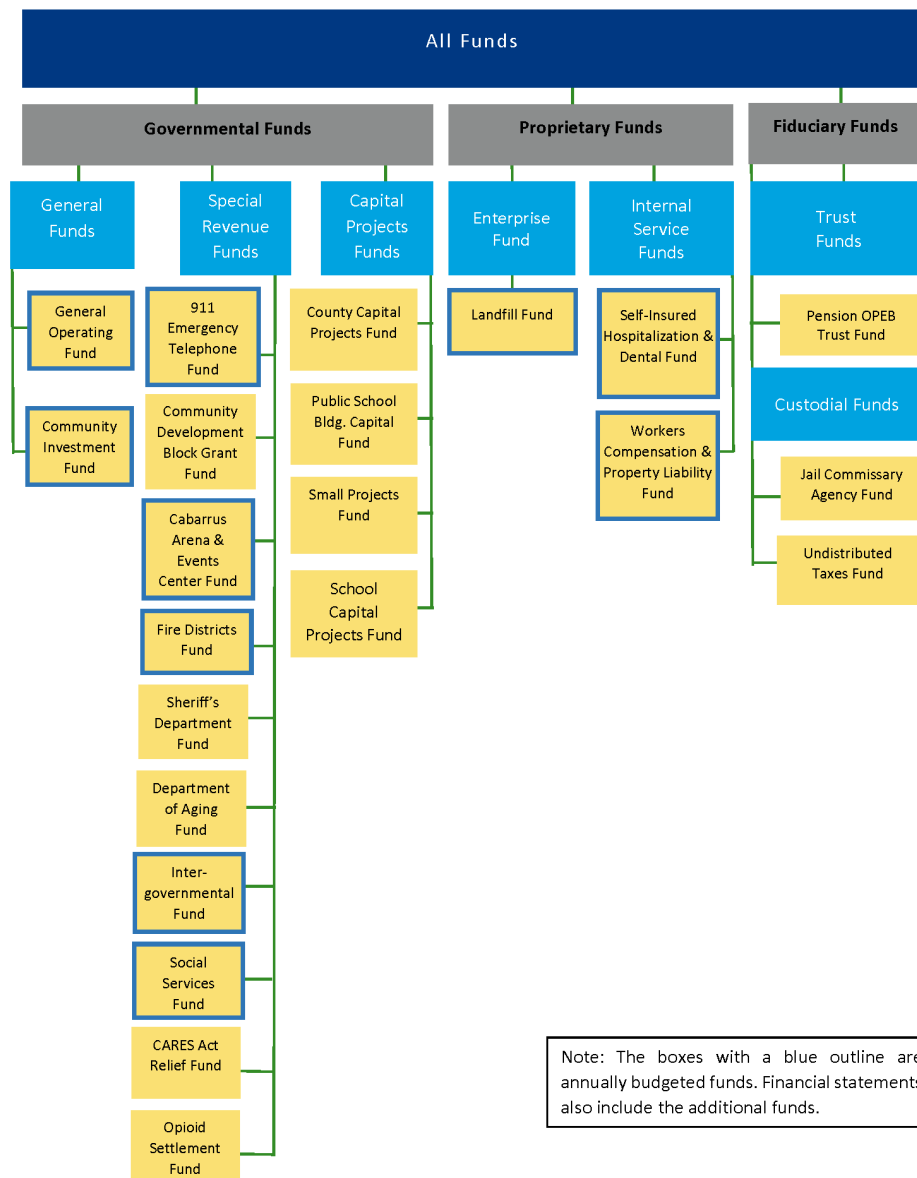 All Funds
Governmental Funds
Proprietary Funds
Fiduciary Funds
General
Funds
Special
Revenue
Funds
Capital
Projects
Funds
Enterprise
Fund
Internal
Service
Funds
Trust
Funds
General
Operating
Fund
Community
Investment
Fund
911
Emergency
Telephone
Fund
Community
Development
Block Grant
Fund
Cabarrus
Arena &
Events
Center Fund
Fire Districts
Fund
Sheriff’s
Department
Fund
Department
of Aging
Fund
Inter-
governmental
Fund
Social
Services
Fund
CARES Act
Relief Fund
Opioid
Settlement
Fund
County Capital
Projects Fund
Public School
Bldg. Capital
Fund
Small Projects
Fund
School
Capital
Projects Fund
Landfill Fund
Self-Insured
Hospitalization &
Dental Fund
Workers
Compensation &
Property Liability
Fund
Pension OPEB
Trust Fund
Custodial Funds
Jail Commissary
Agency Fund
Undistributed
Taxes Fund
Note: The boxes with a blue outline are
annually budgeted funds. Financial statements
also include the additional funds.